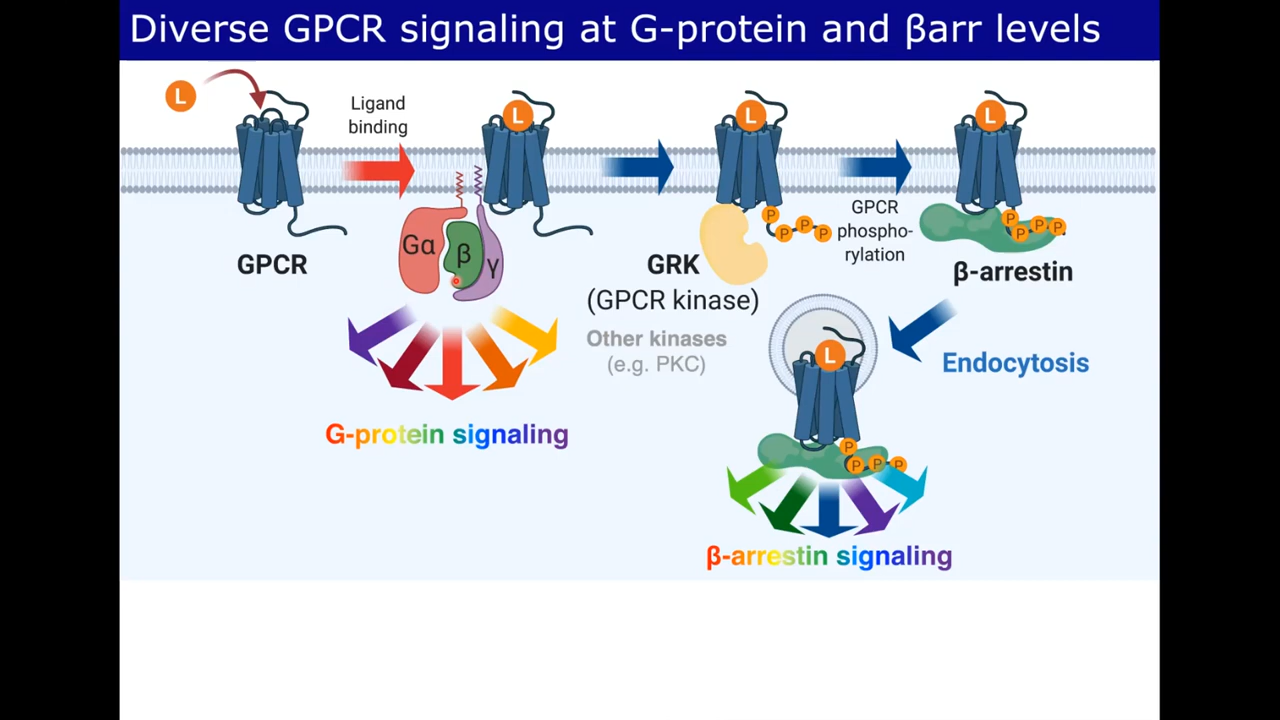 Diverse GPCR signaling at G-protein and βarr levels
L
Ligand
binding
L
L
L
GPCR
Gα
β
γ
GRK
(GPCR kinase)
Other kinases
(e.g. PKC)
P
P
P
P
GPCR
phospho-
rylation
P
P
P
P
β-arrestin
Endocytosis
G-protein signaling
L
P
P
P
P
β-arrestin signaling